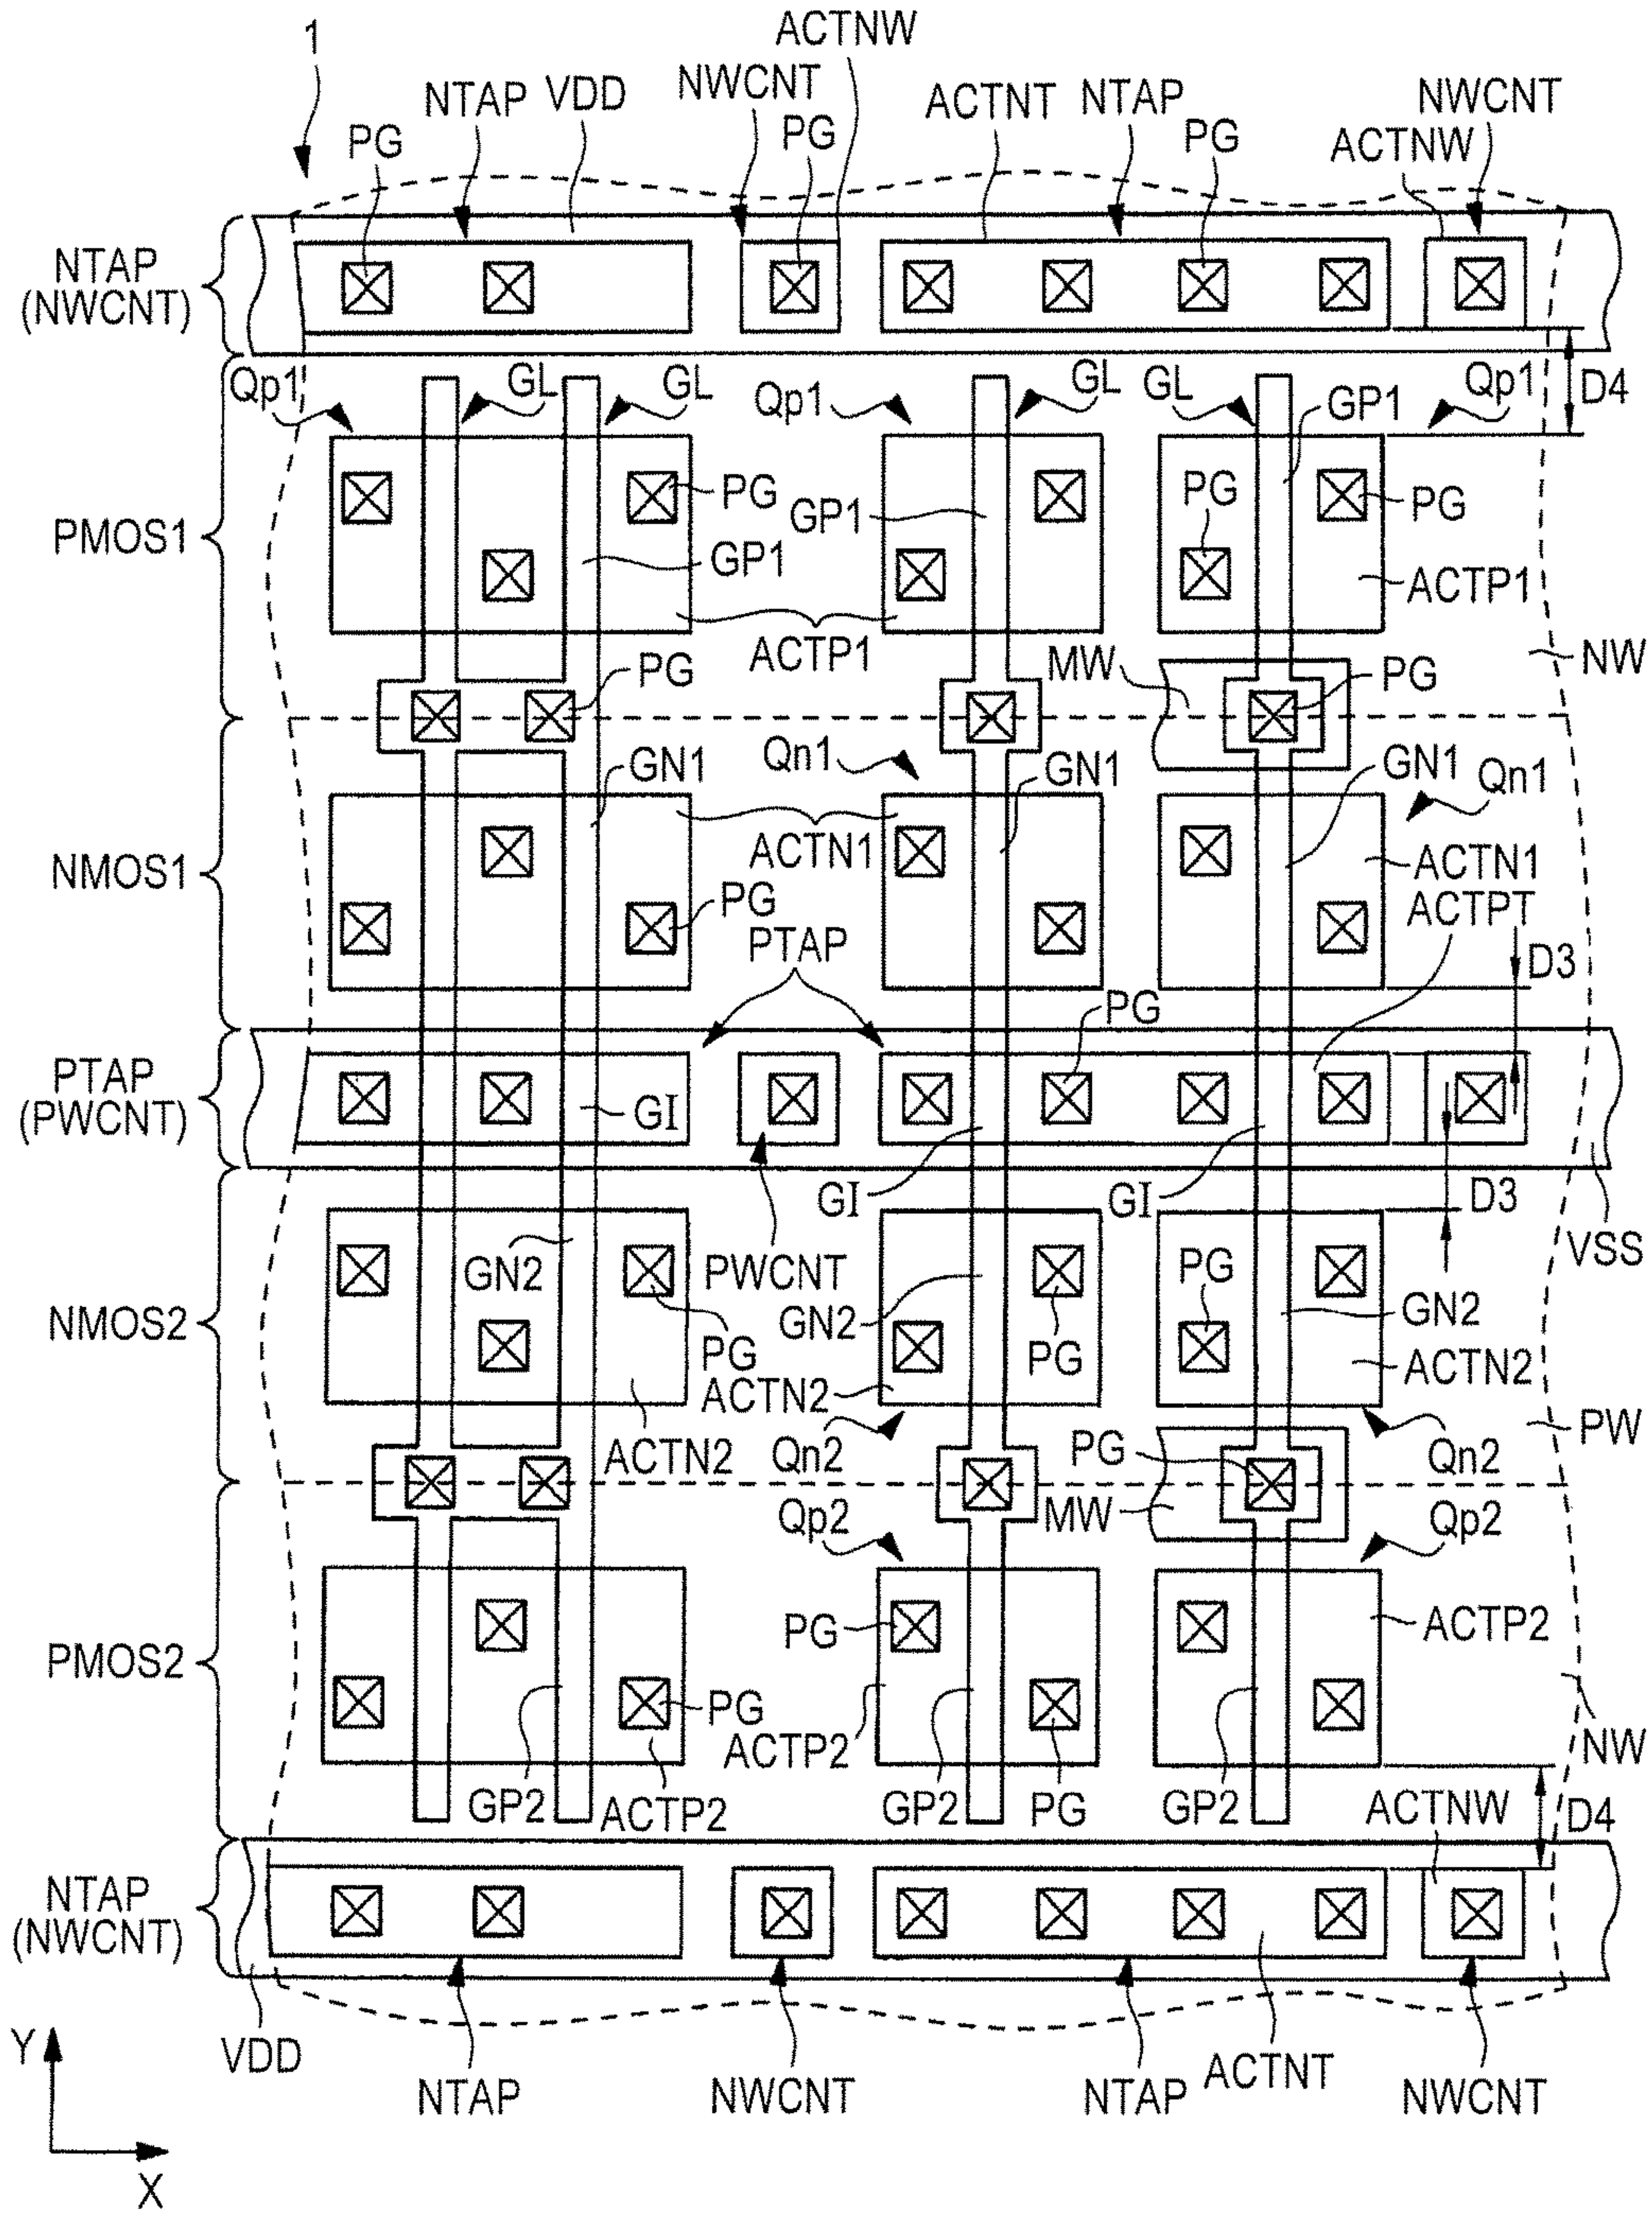 1
ACTNW
NTAP
VDD
NWCNT
ACTNT
NTAP
NWCNT
PG
PG
PG
ACTNW
NTAP
(NWCNT)
Qp1
GL
GL
Qp1
GL
GL
GP1
Qp1
D4
PMOS1
PG
GP1
PG
PG
GP1
ACTP1
ACTP1
PG
MW
PG
NW
Qn1
GN1
GN1
GN1
Qn1
NMOS1
ACTN1
ACTN1
PG
ACTPT
PTAP
D3
PG
PTAP
(PWCNT)
GI
GI
GI
D3
VSS
GN2
PWCNT
PG
NMOS2
GN2
GN2
PG
PG
ACTN2
ACTN2
PW
ACTN2
Qn2
PG
Qn2
Qp2
MW
Qp2
PG
ACTP2
PMOS2
PG
ACTP2
NW
GP2
ACTP2
GP2
PG
GP2
ACTNW
D4
NTAP
(NWCNT)
Y
VDD
NTAP
NWCNT
NTAP
ACTNT
NWCNT
X